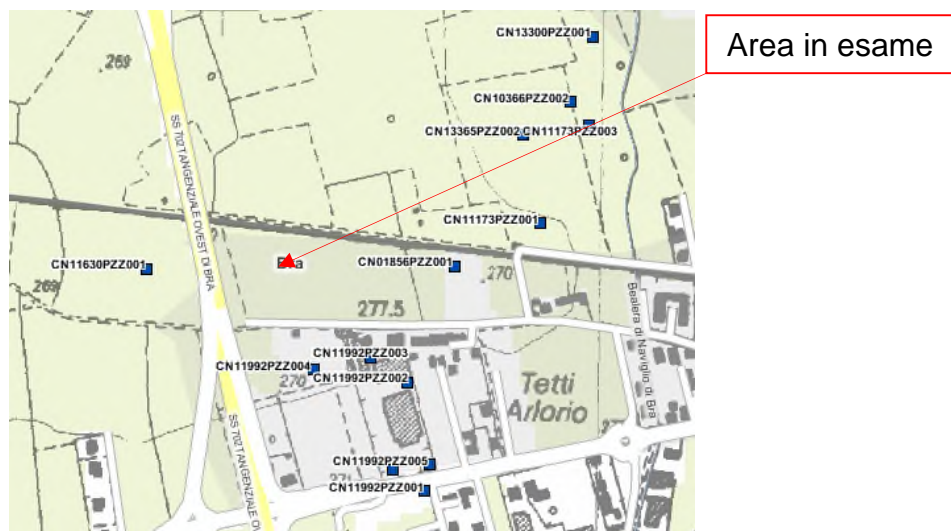 CN13300PZZ001
Area in esame
269
CN10366PZZ002
SS 702 TANGENZIALE OVEST DI BRA
CN13365PZZ002
CN11173PZZ003
CN11173PZZ001
CN11630PZZ001
CN01856PZZ001
270
269
277.5
Bealera di Naviglio di Bra
CN11992PZZ003
CN11992PZZ004
270
CN11992PZZ002
Tetti
Arlorio
SS 702 TANGENZIALE OVE
CN11992PZZ005
CN11992PZZ001